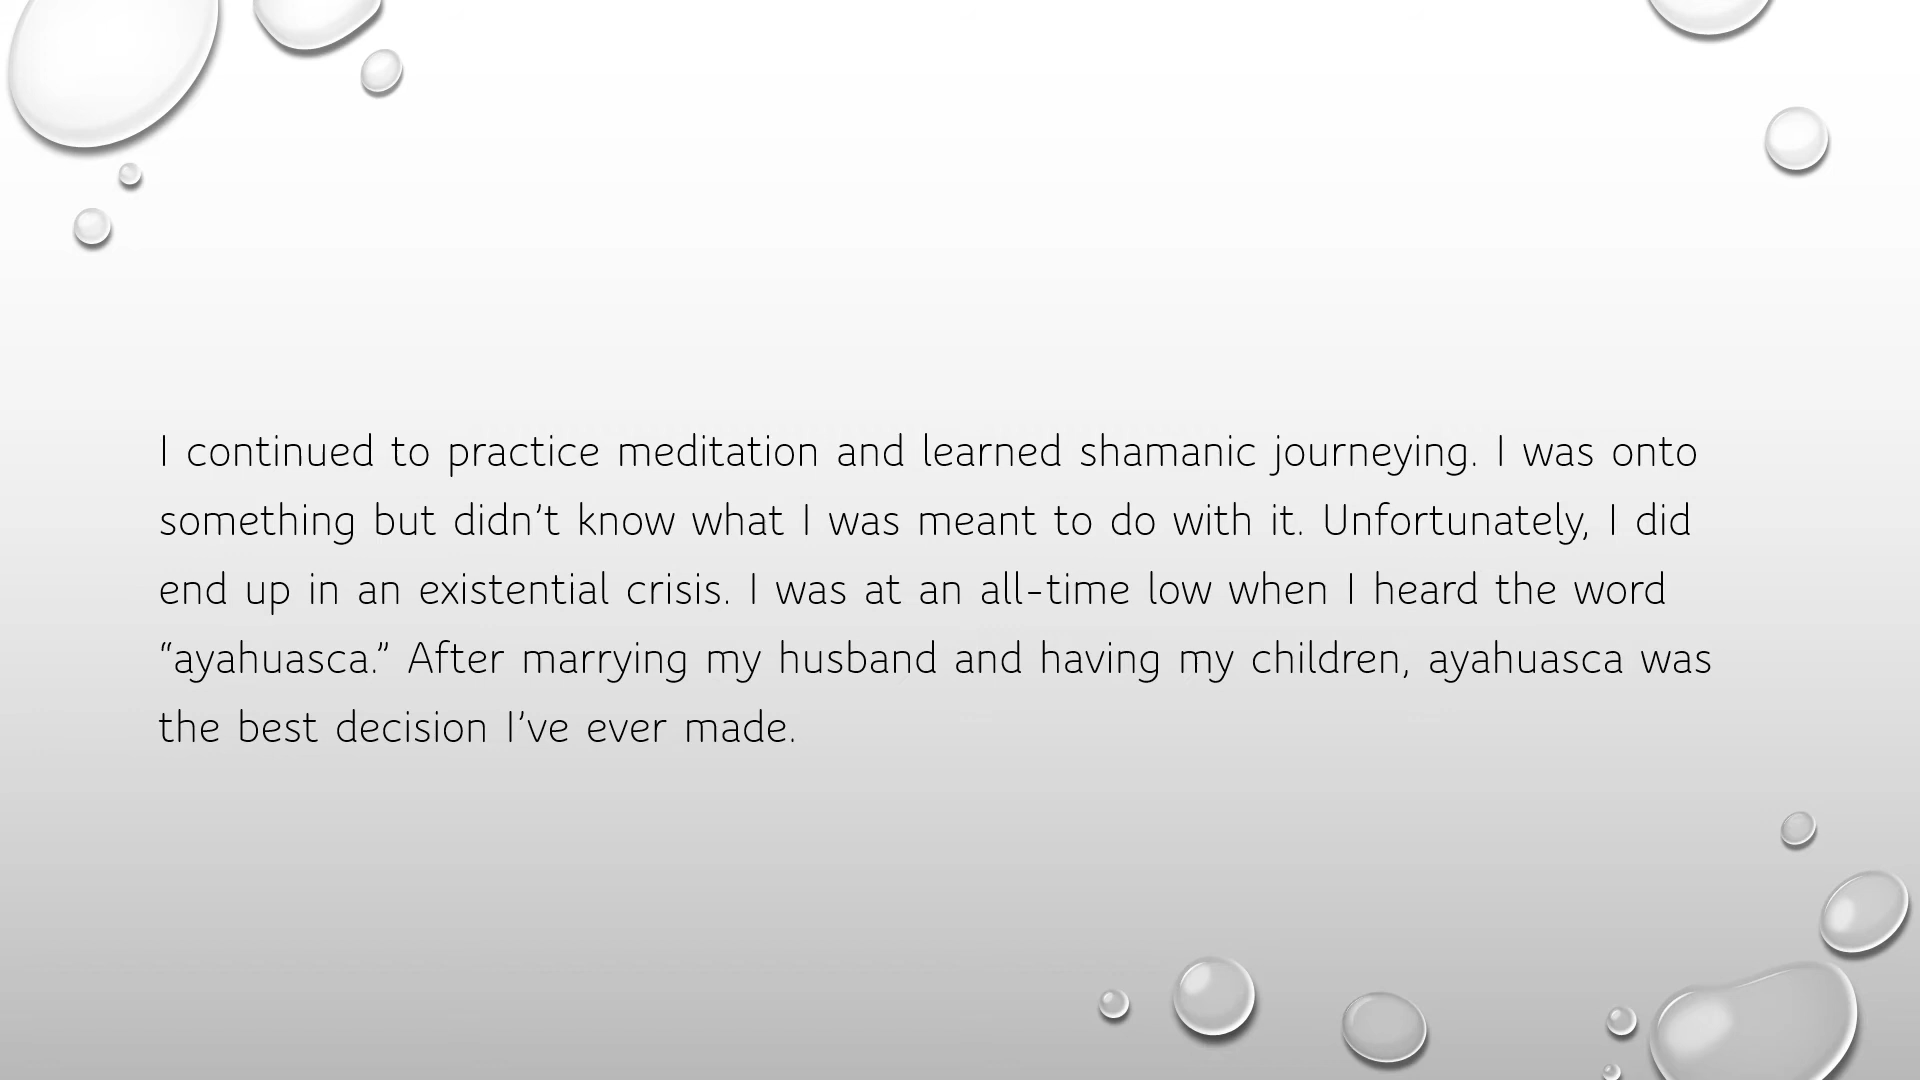 I continued to practice meditation and learned shamanic journeying. I was onto
something but didn’t know what I was meant to do with it. Unfortunately, I did
end up in an existential crisis. I was at an all-time low when I heard the word
“ayahuasca.” After marrying my husband and having my children, ayahuasca was
the best decision I’ve ever made.